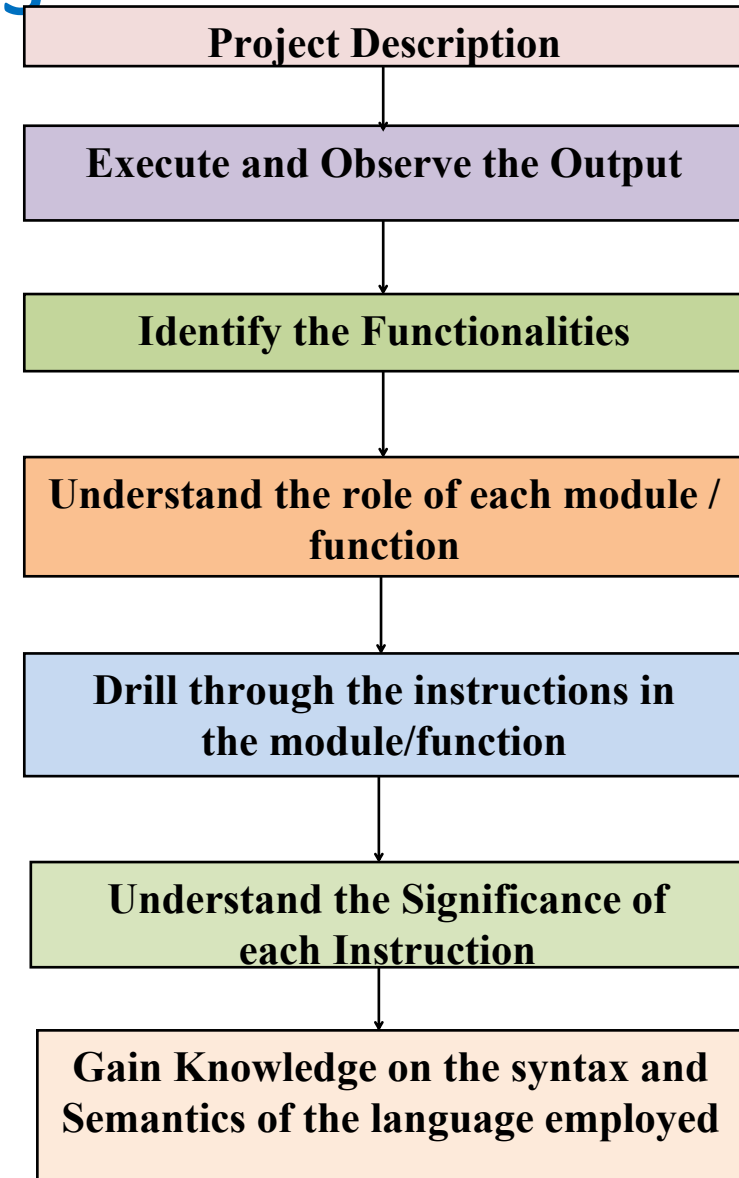 Project Description
Execute and Observe the Output
Identify the Functionalities
Understand the role of each module /
function
Drill through the instructions in
the module/function
Understand the Significance of
each Instruction
Gain Knowledge on the syntax and
Semantics of the language employed